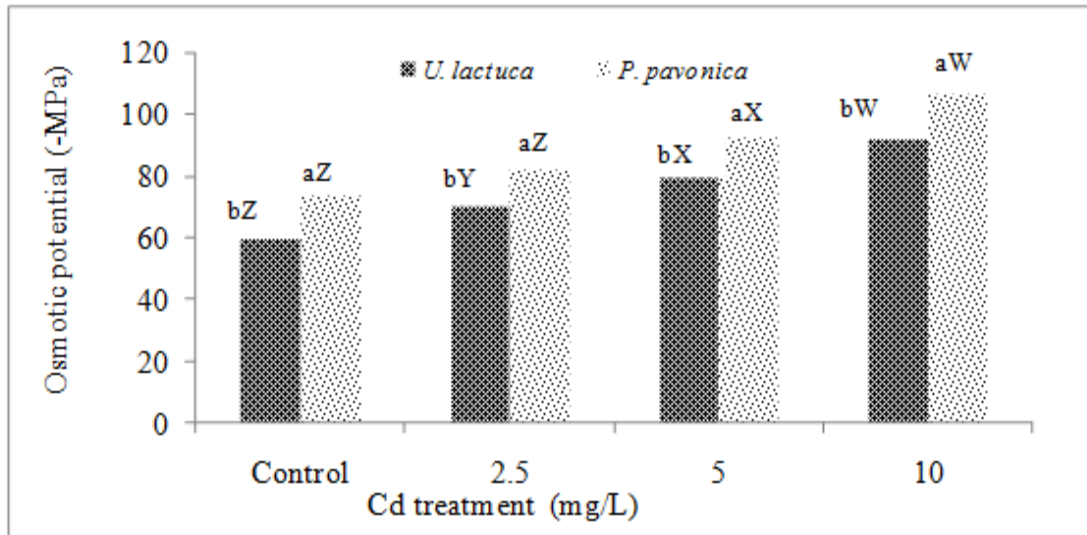 Osmotic potential (-MPa)
120
100
80
60
40
20
0
U. lactuca
P. pavonica
bZ
aZ
bY
aZ
bX
aX
bW
aW
Control
2.5
5
10
Cd treatment (mg/L)